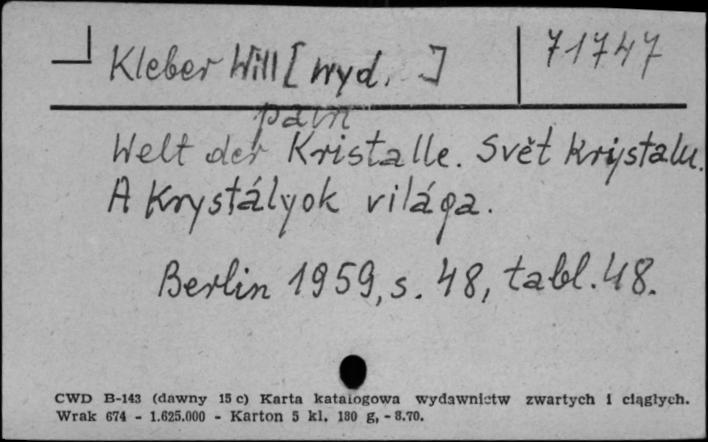 Kleber Will [wyd. ]
71747
pam
Welt der Kristalle. Svět krystalu.
A Krystályok világa.
Berlin 1959, s. 48, tabl. 48.
CWD B-143 (dawny 15 c) Karta katalogowa wydawnictw zwartych i ciągłych.
Wrak 674 - 1.625.000 - Karton 5 kl. 180 g, - 8.70.